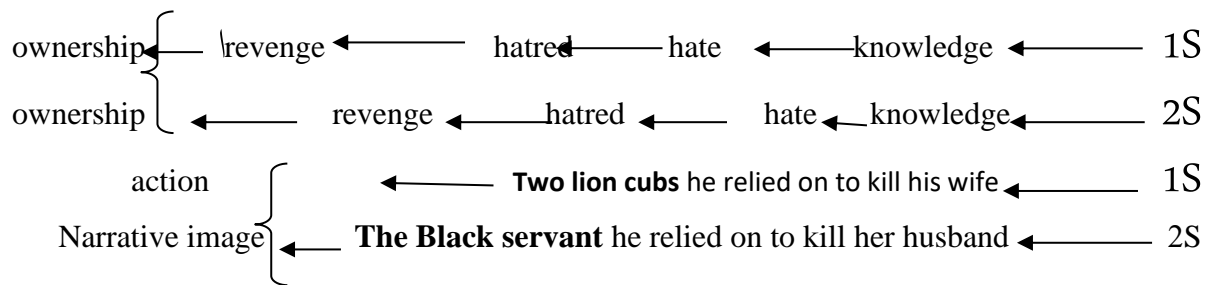 ownership revenge hatred hate knowledge 1S
ownership revenge hatred hate knowledge 2S
action Two lion cubs he relied on to kill his wife 1S
Narrative image The Black servant he relied on to kill her husband 2S